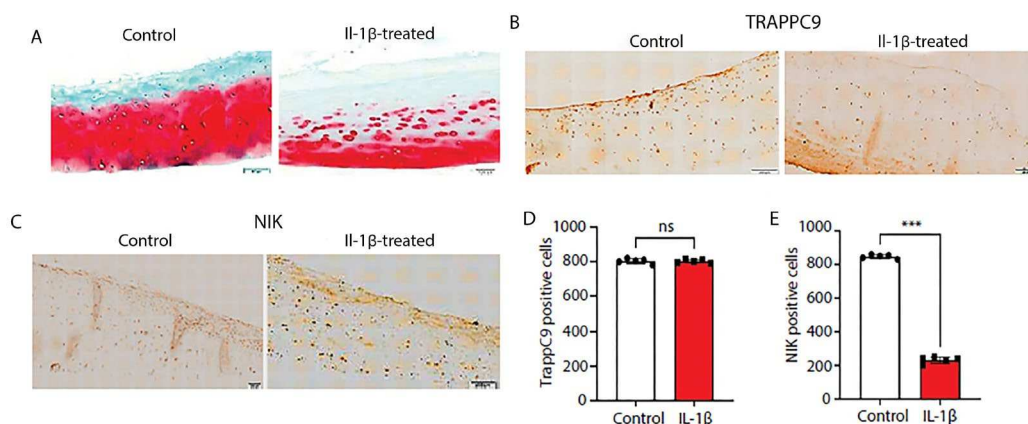 A
Control
Il-1β-treated
B
TRAPPC9
Control
Il-1β-treated
C
NIK
Control
Il-1β-treated
D
ns
TrappC9 positive cells
1000
800
600
400
200
0
Control
IL-1β
E
***
NIK positive cells
1000
800
600
400
200
0
Control
IL-1β